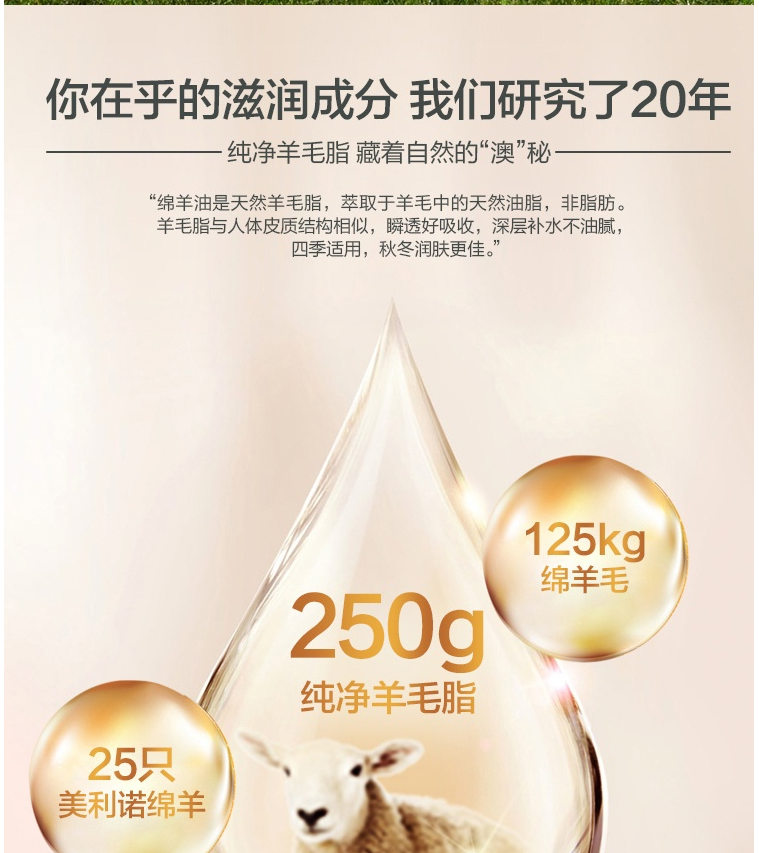 你在乎的滋润成分 我们研究了20年
纯净羊毛脂 藏着自然的“澳”秘
“绵羊油是天然羊毛脂，萃取于羊毛中的天然油脂，非脂肪。
羊毛脂与人体皮质结构相似，瞬透好吸收，深层补水不油腻，
四季适用，秋冬润肤更佳。”
125kg
绵羊毛
250g
纯净羊毛脂
25只
美利诺绵羊